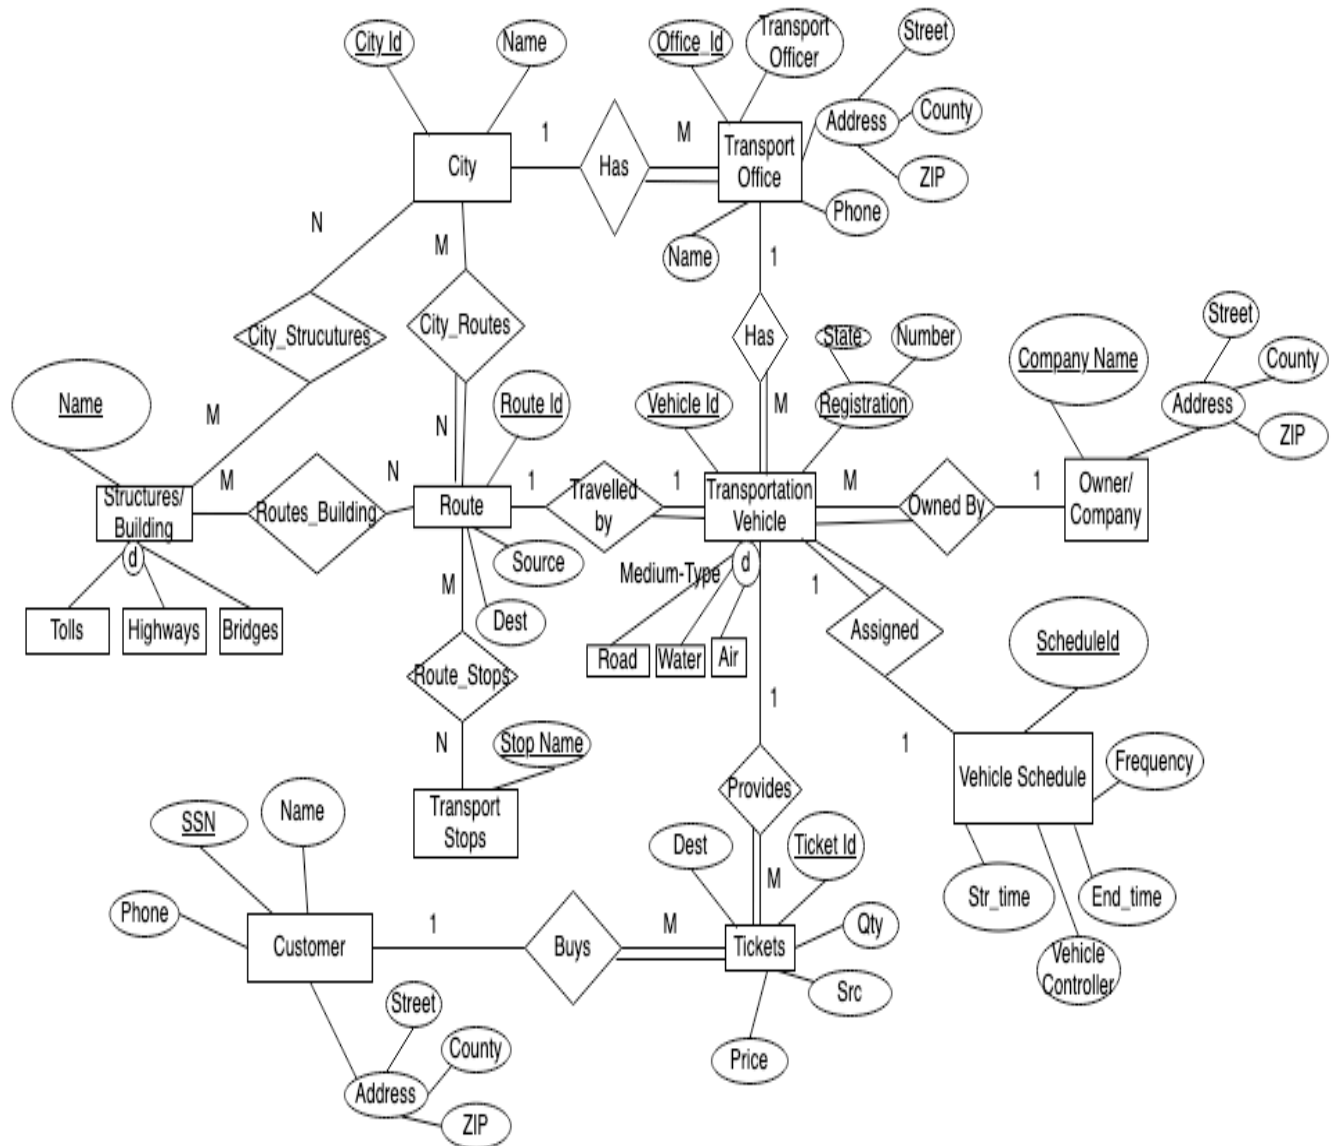 City Id
Name
Office_Id
Transport
Officer
Street
Address
County
ZIP
City
1
Has
M
Transport
Office
Phone
Name
N
M
1
City_Strucutures
City_Routes
Has
State
Number
Company Name
Street
County
Address
ZIP
Name
M
N
Route Id
Vehicle Id
M
Registration
Structures/
Building
M
Routes_Building
N
Route
1
Travelled
by
1
Transportation
Vehicle
M
Owned By
1
Owner/
Company
d
Source
Medium-Type
d
1
M
Dest
Tolls
Highways
Bridges
Road
Water
Air
Assigned
ScheduleId
Route_Stops
1
N
Stop Name
1
Vehicle Schedule
Frequency
Transport
Stops
Provides
SSN
Name
Dest
Ticket Id
M
Str_time
End_time
Phone
Customer
1
Buys
M
Tickets
Qty
Src
Vehicle
Controller
Street
County
Address
ZIP
Price